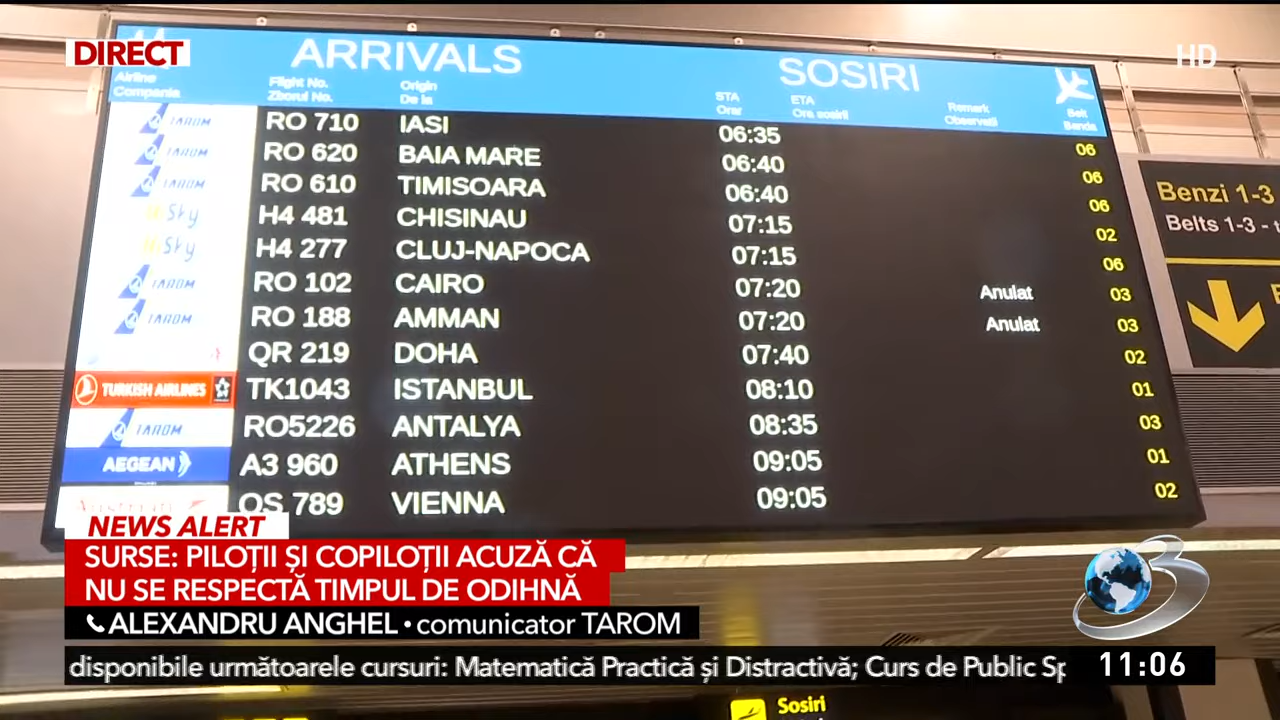 DIRECT
HD
ARRIVALS SOSIRI
Airline Flight No. Origin STA ETA Remark Belt
Compania Zborul No. De la Orar Ora sosirii Observatii Banda
TAROM RO 710 IASI 06:35 06
TAROM RO 620 BAIA MARE 06:40 06
TAROM RO 610 TIMISOARA 06:40 06
Sky H4 481 CHISINAU 07:15 02
Sky H4 277 CLUJ-NAPOCA 07:15 06
TAROM RO 102 CAIRO 07:20 Anulat 03
TAROM RO 188 AMMAN 07:20 Anulat 03
QR 219 DOHA 07:40 02
TURKISH AIRLINES TK1043 ISTANBUL 08:10 01
TAROM RO5226 ANTALYA 08:35 03
AEGEAN A3 960 ATHENS 09:05 01
Austrian OS 789 VIENNA 09:05 02
Benzi 1-3
Belts 1-3 -
NEWS ALERT
SURSE: PILOȚII ȘI COPILOȚII ACUZĂ CĂ
NU SE RESPECTĂ TIMPUL DE ODIHNĂ
ALEXANDRU ANGHEL • comunicator TAROM
3
disponibile următoarele cursuri: Matematică Practică și Distractivă; Curs de Public Sp
11:06
Sosiri